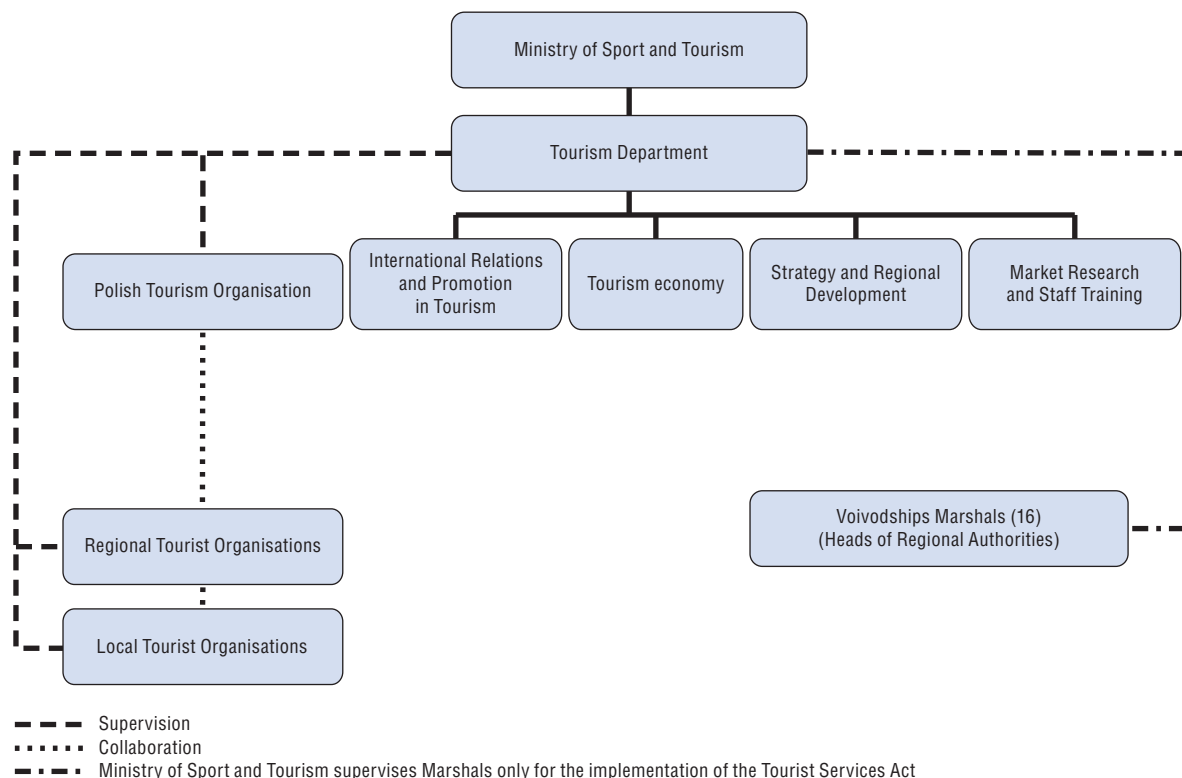 Ministry of Sport and Tourism
Tourism Department
Polish Tourism Organisation
International Relations
and Promotion
in Tourism
Tourism economy
Strategy and Regional
Development
Market Research
and Staff Training
Regional Tourist Organisations
Voivodships Marshals (16)
(Heads of Regional Authorities)
Local Tourist Organisations
Supervision
Collaboration
Ministry of Sport and Tourism supervises Marshals only for the implementation of the Tourist Services Act